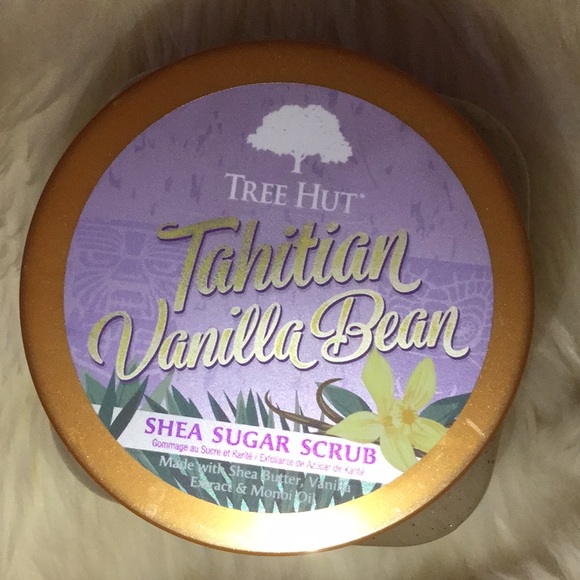 TREE HUT®
Tahitian
Vanilla Bean
SHEA SUGAR SCRUB
Gommage au Sucre et Karité / Exfoliante de Azúcar de Karité
Made with Shea Butter, Vanilla
Extract & Monoi Oil